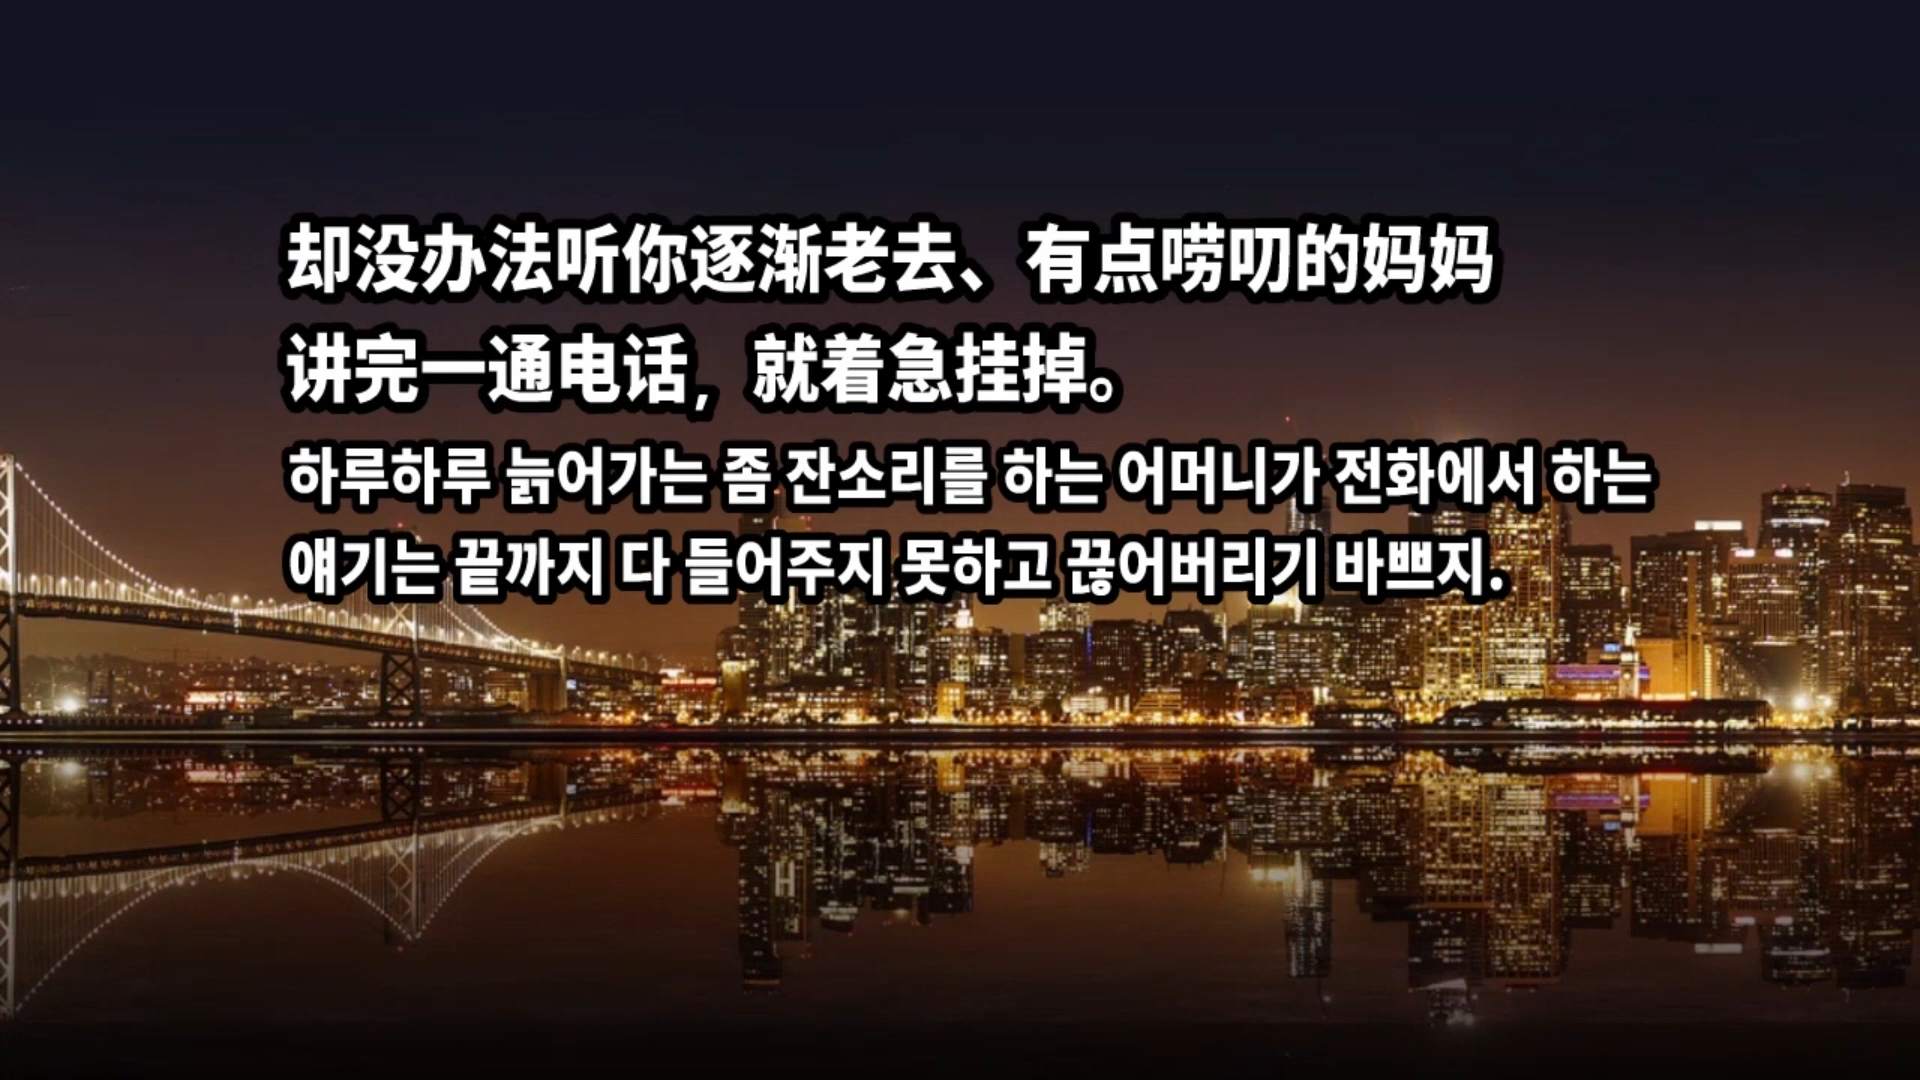 却没办法听你逐渐老去、有点唠叨的妈妈
讲完一通电话，就着急挂掉。
하루하루 늙어가는 좀 잔소리를 하는 어머니가 전화에서 하는
얘기는 끝까지 다 들어주지 못하고 끊어버리기 바쁘지.